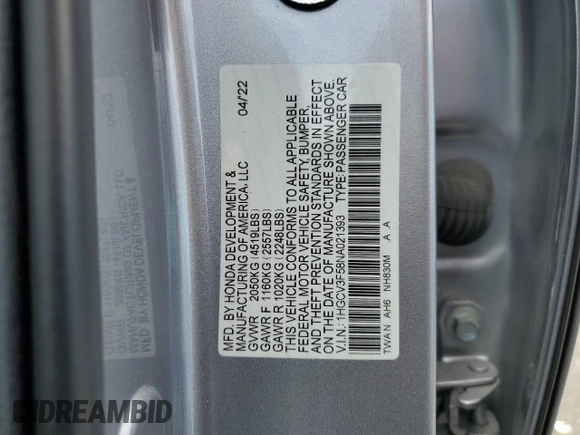 MFD. BY HONDA DEVELOPMENT & 04/22
MANUFACTURING OF AMERICA, LLC
GVWR 2050KG (4519LBS)
GAWR F 1160KG (2557LBS)
GAWR R 1020KG (2248LBS)
THIS VEHICLE CONFORMS TO ALL APPLICABLE
FEDERAL MOTOR VEHICLE SAFETY, BUMPER,
AND THEFT PREVENTION STANDARDS IN EFFECT
ON THE DATE OF MANUFACTURE SHOWN ABOVE.
V.I.N.: 1HGCV3F58NA021393 TYPE: PASSENGER CAR
TWAN AH6 NH830M A A
IDREAMBID